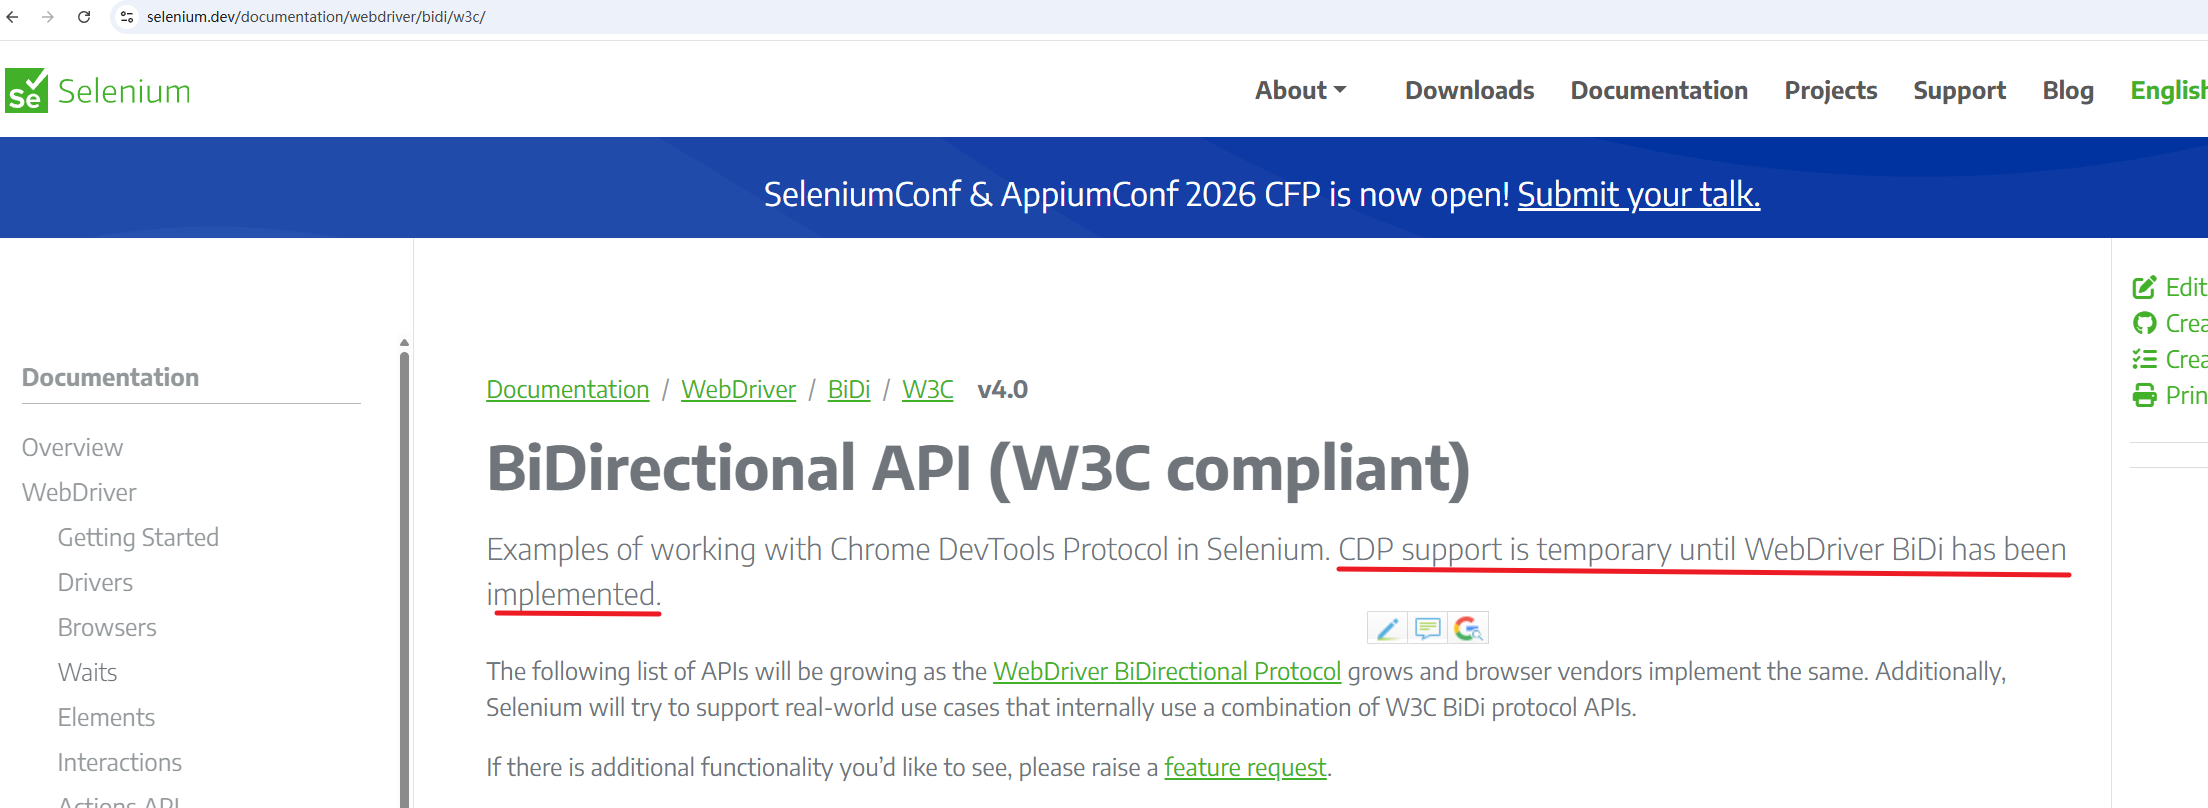 selenium.dev/documentation/webdriver/bidi/w3c/
Se Selenium
About Downloads Documentation Projects Support Blog English
SeleniumConf & AppiumConf 2026 CFP is now open! Submit your talk.
Edit
Crea
Crea
Prin
Documentation
Overview
WebDriver
Getting Started
Drivers
Browsers
Waits
Elements
Interactions
Actions API
Documentation / WebDriver / BiDi / W3C v4.0
BiDirectional API (W3C compliant)
Examples of working with Chrome DevTools Protocol in Selenium. CDP support is temporary until WebDriver BiDi has been
implemented.
The following list of APIs will be growing as the WebDriver BiDirectional Protocol grows and browser vendors implement the same. Additionally,
Selenium will try to support real-world use cases that internally use a combination of W3C BiDi protocol APIs.
If there is additional functionality you’d like to see, please raise a feature request.